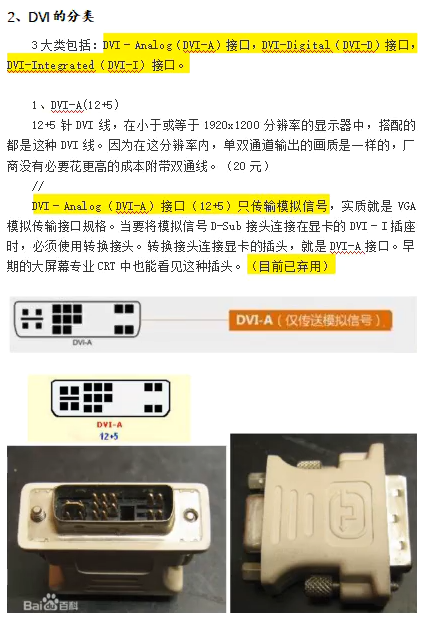 2、DVI的分类
3大类包括：DVI－Analog（DVI-A）接口，DVI-Digital（DVI-D）接口，
DVI-Integrated（DVI-I）接口。
1、DVI-A(12+5)
12+5 针 DVI 线，在小于或等于 1920x1200 分辨率的显示器中，搭配的
都是这种 DVI 线。因为在这分辨率内，单双通道输出的画质是一样的，厂
商没有必要花更高的成本附带双通线。（20 元）
//
DVI－Analog（DVI-A）接口（12+5）只传输模拟信号，实质就是 VGA
模拟传输接口规格。当要将模拟信号 D-Sub 接头连接在显卡的 DVI－I 插座
时，必须使用转换接头。转换接头连接显卡的插头，就是 DVI-A 接口。早
期的大屏幕专业 CRT 中也能看见这种插头。（目前已弃用）
DVI-A
DVI-A（仅传送模拟信号）
DVI-A
12+5
Bai度百科